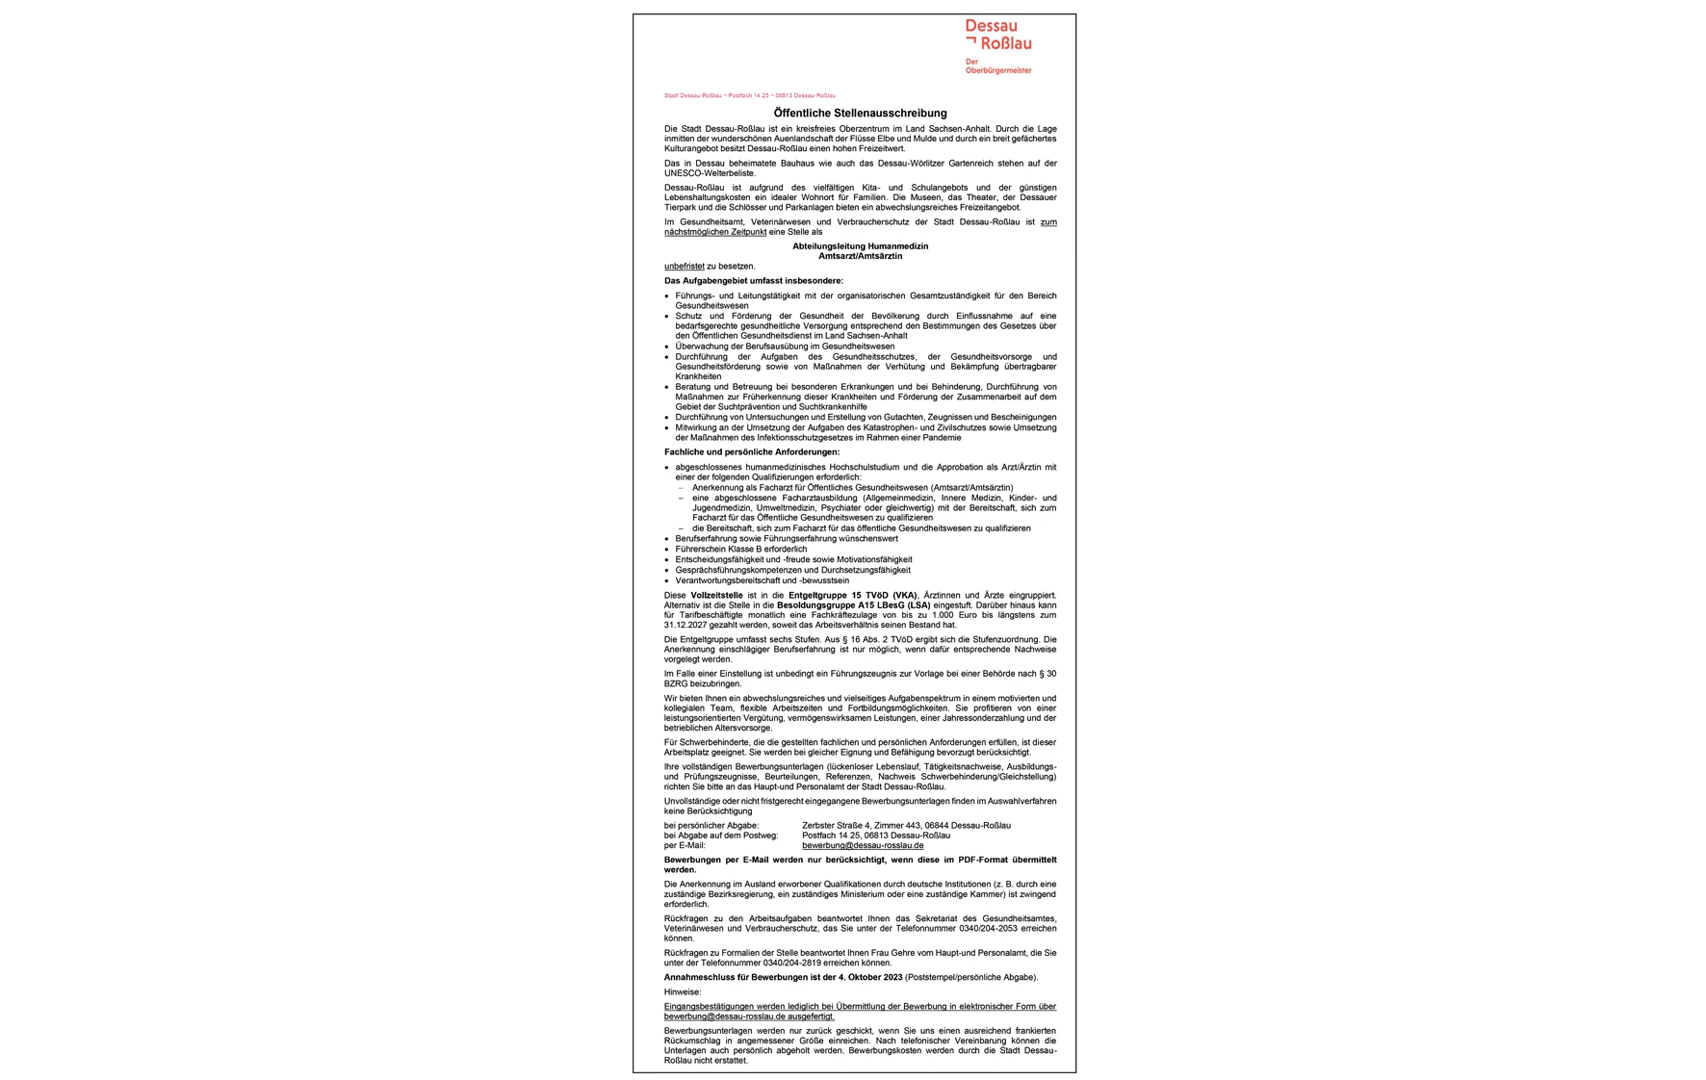 Dessau
Roßlau
Der
Oberbürgermeister
Stadt Dessau-Roßlau ~ Postfach 14 25 ~ 06813 Dessau-Roßlau
Öffentliche Stellenausschreibung
Die Stadt Dessau-Roßlau ist ein kreisfreies Oberzentrum im Land Sachsen-Anhalt. Durch die Lage
inmitten der wunderschönen Auenlandschaft der Flüsse Elbe und Mulde und durch ein breit gefächertes
Kulturangebot besitzt Dessau-Roßlau einen hohen Freizeitwert.
Das in Dessau beheimatete Bauhaus wie auch das Dessau-Wörlitzer Gartenreich stehen auf der
UNESCO-Welterbeliste.
Dessau-Roßlau ist aufgrund des vielfältigen Kita- und Schulangebots und der günstigen
Lebenshaltungskosten ein idealer Wohnort für Familien. Die Museen, das Theater, der Dessauer
Tierpark und die Schlösser und Parkanlagen bieten ein abwechslungsreiches Freizeitangebot.
Im Gesundheitsamt, Veterinärwesen und Verbraucherschutz der Stadt Dessau-Roßlau ist zum
nächstmöglichen Zeitpunkt eine Stelle als
Abteilungsleitung Humanmedizin
Amtsarzt/Amtsärztin
unbefristet zu besetzen.
Das Aufgabengebiet umfasst insbesondere:
• Führungs- und Leitungstätigkeit mit der organisatorischen Gesamtzuständigkeit für den Bereich
Gesundheitswesen
• Schutz und Förderung der Gesundheit der Bevölkerung durch Einflussnahme auf eine
bedarfsgerechte gesundheitliche Versorgung entsprechend den Bestimmungen des Gesetzes über
den Öffentlichen Gesundheitsdienst im Land Sachsen-Anhalt
• Überwachung der Berufsausübung im Gesundheitswesen
• Durchführung der Aufgaben des Gesundheitsschutzes, der Gesundheitsvorsorge und
Gesundheitsförderung sowie von Maßnahmen der Verhütung und Bekämpfung übertragbarer
Krankheiten
• Beratung und Betreuung bei besonderen Erkrankungen und bei Behinderung, Durchführung von
Maßnahmen zur Früherkennung dieser Krankheiten und Förderung der Zusammenarbeit auf dem
Gebiet der Suchtprävention und Suchtkrankenhilfe
• Durchführung von Untersuchungen und Erstellung von Gutachten, Zeugnissen und Bescheinigungen
• Mitwirkung an der Umsetzung der Aufgaben des Katastrophen- und Zivilschutzes sowie Umsetzung
der Maßnahmen des Infektionsschutzgesetzes im Rahmen einer Pandemie
Fachliche und persönliche Anforderungen:
• abgeschlossenes humanmedizinisches Hochschulstudium und die Approbation als Arzt/Ärztin mit
einer der folgenden Qualifizierungen erforderlich:
– Anerkennung als Facharzt für Öffentliches Gesundheitswesen (Amtsarzt/Amtsärztin)
– eine abgeschlossene Facharztausbildung (Allgemeinmedizin, Innere Medizin, Kinder- und
Jugendmedizin, Umweltmedizin, Psychiater oder gleichwertig) mit der Bereitschaft, sich zum
Facharzt für das Öffentliche Gesundheitswesen zu qualifizieren
– die Bereitschaft, sich zum Facharzt für das öffentliche Gesundheitswesen zu qualifizieren
• Berufserfahrung sowie Führungserfahrung wünschenswert
• Führerschein Klasse B erforderlich
• Entscheidungsfähigkeit und -freude sowie Motivationsfähigkeit
• Gesprächsführungskompetenzen und Durchsetzungsfähigkeit
• Verantwortungsbereitschaft und -bewusstsein
Diese Vollzeitstelle ist in die Entgeltgruppe 15 TVöD (VKA), Ärztinnen und Ärzte eingruppiert.
Alternativ ist die Stelle in die Besoldungsgruppe A15 LBesG (LSA) eingestuft. Darüber hinaus kann
für Tarifbeschäftigte monatlich eine Fachkräftezulage von bis zu 1.000 Euro bis längstens zum
31.12.2027 gezahlt werden, soweit das Arbeitsverhältnis seinen Bestand hat.
Die Entgeltgruppe umfasst sechs Stufen. Aus § 16 Abs. 2 TVöD ergibt sich die Stufenzuordnung. Die
Anerkennung einschlägiger Berufserfahrung ist nur möglich, wenn dafür entsprechende Nachweise
vorgelegt werden.
Im Falle einer Einstellung ist unbedingt ein Führungszeugnis zur Vorlage bei einer Behörde nach § 30
BZRG beizubringen.
Wir bieten Ihnen ein abwechslungsreiches und vielseitiges Aufgabenspektrum in einem motivierten und
kollegialen Team, flexible Arbeitszeiten und Fortbildungsmöglichkeiten. Sie profitieren von einer
leistungsorientierten Vergütung, vermögenswirksamen Leistungen, einer Jahressonderzahlung und der
betrieblichen Altersvorsorge.
Für Schwerbehinderte, die die gestellten fachlichen und persönlichen Anforderungen erfüllen, ist dieser
Arbeitsplatz geeignet. Sie werden bei gleicher Eignung und Befähigung bevorzugt berücksichtigt.
Ihre vollständigen Bewerbungsunterlagen (lückenloser Lebenslauf, Tätigkeitsnachweise, Ausbildungs-
und Prüfungszeugnisse, Beurteilungen, Referenzen, Nachweis Schwerbehinderung/Gleichstellung)
richten Sie bitte an das Haupt-und Personalamt der Stadt Dessau-Roßlau.
Unvollständige oder nicht fristgerecht eingegangene Bewerbungsunterlagen finden im Auswahlverfahren
keine Berücksichtigung
bei persönlicher Abgabe: Zerbster Straße 4, Zimmer 443, 06844 Dessau-Roßlau
bei Abgabe auf dem Postweg: Postfach 14 25, 06813 Dessau-Roßlau
per E-Mail: bewerbung@dessau-rosslau.de
Bewerbungen per E-Mail werden nur berücksichtigt, wenn diese im PDF-Format übermittelt
werden.
Die Anerkennung im Ausland erworbener Qualifikationen durch deutsche Institutionen (z. B. durch eine
zuständige Bezirksregierung, ein zuständiges Ministerium oder eine zuständige Kammer) ist zwingend
erforderlich.
Rückfragen zu den Arbeitsaufgaben beantwortet Ihnen das Sekretariat des Gesundheitsamtes,
Veterinärwesen und Verbraucherschutz, das Sie unter der Telefonnummer 0340/204-2053 erreichen
können.
Rückfragen zu Formalien der Stelle beantwortet Ihnen Frau Gehre vom Haupt-und Personalamt, die Sie
unter der Telefonnummer 0340/204-2819 erreichen können.
Annahmeschluss für Bewerbungen ist der 4. Oktober 2023 (Poststempel/persönliche Abgabe).
Hinweise:
Eingangsbestätigungen werden lediglich bei Übermittlung der Bewerbung in elektronischer Form über
bewerbung@dessau-rosslau.de ausgefertigt.
Bewerbungsunterlagen werden nur zurück geschickt, wenn Sie uns einen ausreichend frankierten
Rückumschlag in angemessener Größe einreichen. Nach telefonischer Vereinbarung können die
Unterlagen auch persönlich abgeholt werden. Bewerbungskosten werden durch die Stadt Dessau-
Roßlau nicht erstattet.